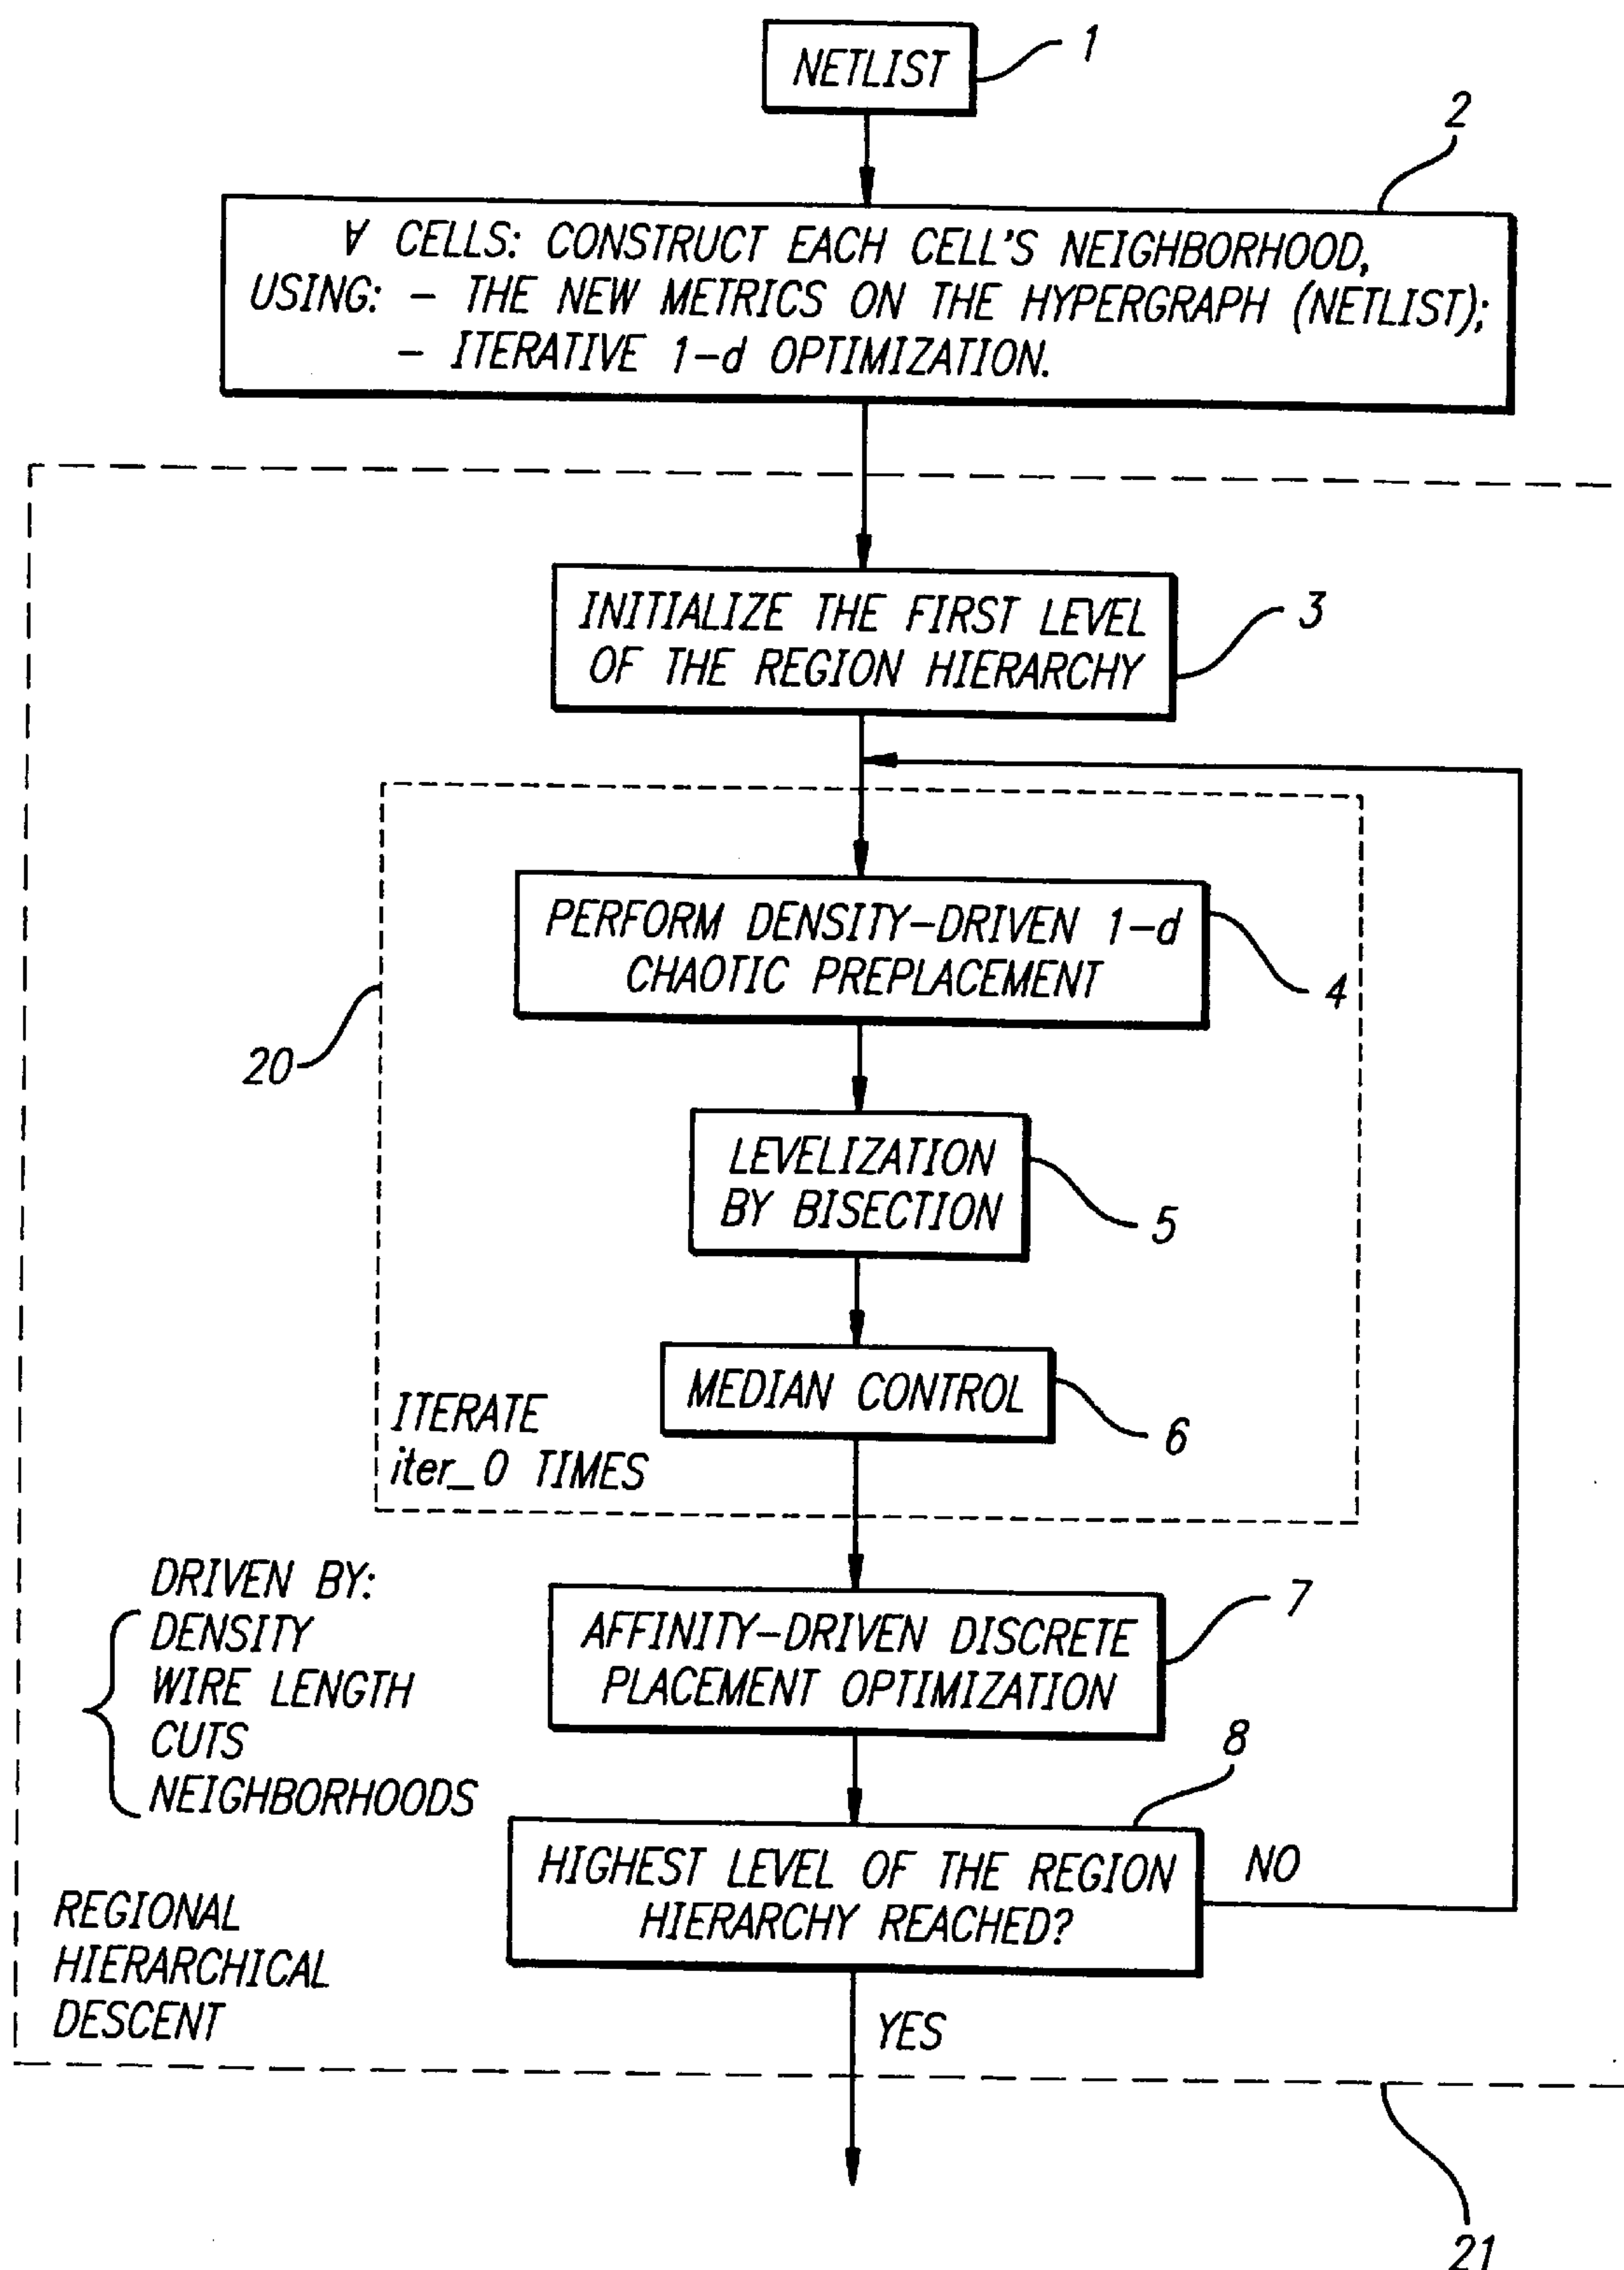 NETLIST
1
2
∀ CELLS: CONSTRUCT EACH CELL'S NEIGHBORHOOD,
USING: – THE NEW METRICS ON THE HYPERGRAPH (NETLIST);
– ITERATIVE 1–d OPTIMIZATION.
INITIALIZE THE FIRST LEVEL
OF THE REGION HIERARCHY
3
PERFORM DENSITY–DRIVEN 1–d
CHAOTIC PREPLACEMENT
4
20
LEVELIZATION
BY BISECTION
5
MEDIAN CONTROL
6
ITERATE
iter_0 TIMES
DRIVEN BY:
DENSITY
WIRE LENGTH
CUTS
NEIGHBORHOODS
AFFINITY–DRIVEN DISCRETE
PLACEMENT OPTIMIZATION
7
8
HIGHEST LEVEL OF THE REGION
HIERARCHY REACHED?
NO
REGIONAL
HIERARCHICAL
DESCENT
YES
21